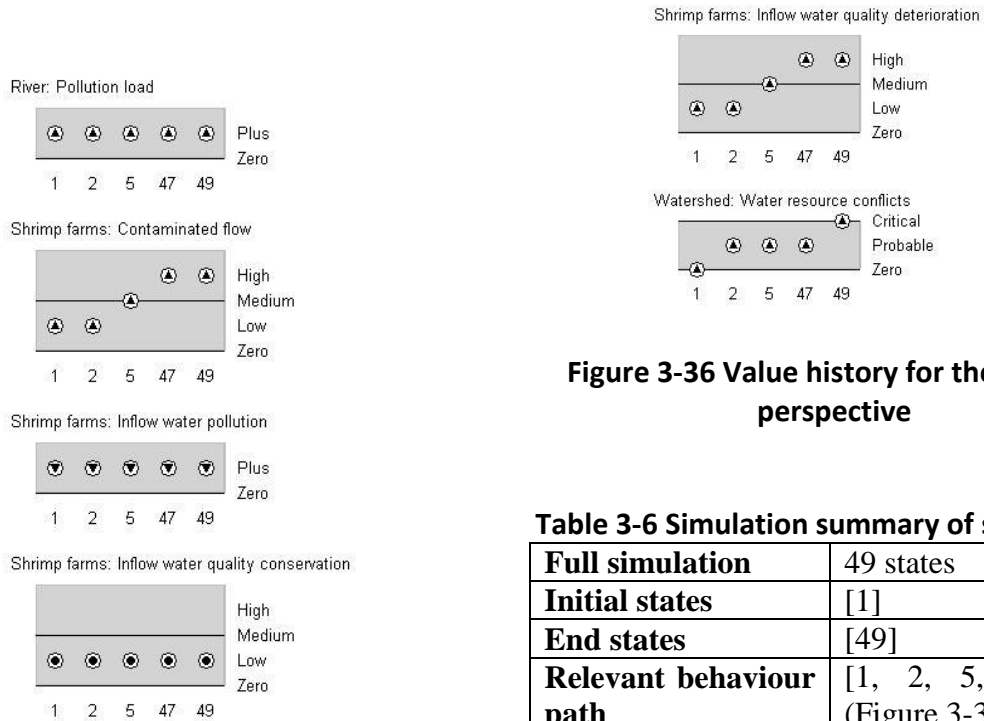 River: Pollution load
Plus
Zero
1 2 5 47 49
Shrimp farms: Contaminated flow
High
Medium
Low
Zero
1 2 5 47 49
Shrimp farms: Inflow water pollution
Plus
Zero
1 2 5 47 49
Shrimp farms: Inflow water quality conservation
High
Medium
Low
Zero
1 2 5 47 49
Shrimp farms: Inflow water quality deterioration
High
Medium
Low
Zero
1 2 5 47 49
Watershed: Water resource conflicts
Critical
Probable
Zero
1 2 5 47 49
Figure 3-36 Value history for the
perspective
Table 3-6 Simulation summary of
Full simulation 49 states
Initial states [1]
End states [49]
Relevant behaviour [1, 2, 5,
path (Figure 3-3